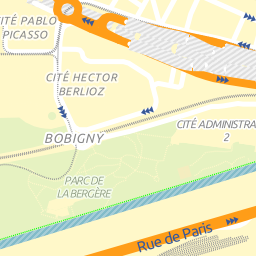 CITÉ PABLO
PICASSO
CITÉ HECTOR
BERLIOZ
CITÉ ADMINISTRA
2
BOBIGNY
PARC DE
LA BERGÈRE
Rue de Paris